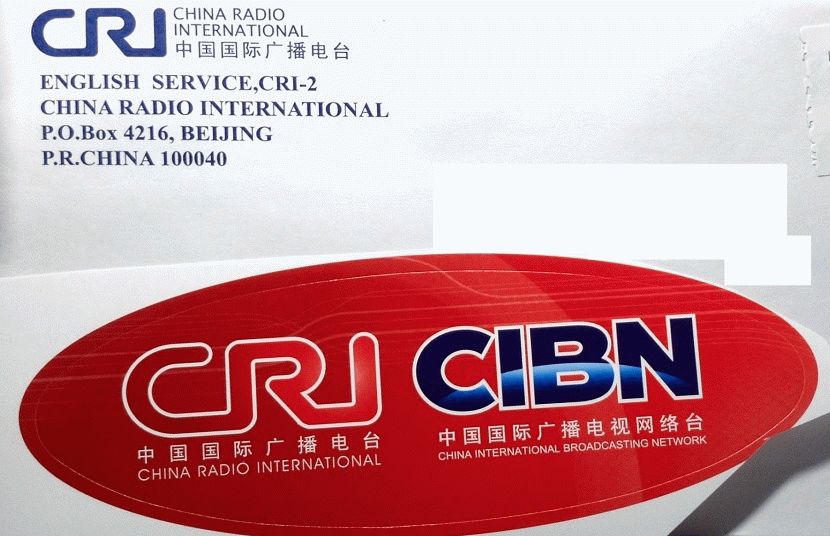 CRI
CHINA RADIO
INTERNATIONAL
中国国际广播电台
ENGLISH SERVICE,CRI-2
CHINA RADIO INTERNATIONAL
P.O.Box 4216, BEIJING
P.R.CHINA 100040
CRI
中国国际广播电台
CHINA RADIO INTERNATIONAL
CIBN
中国国际广播电视网络台
CHINA INTERNATIONAL BROADCASTING NETWORK